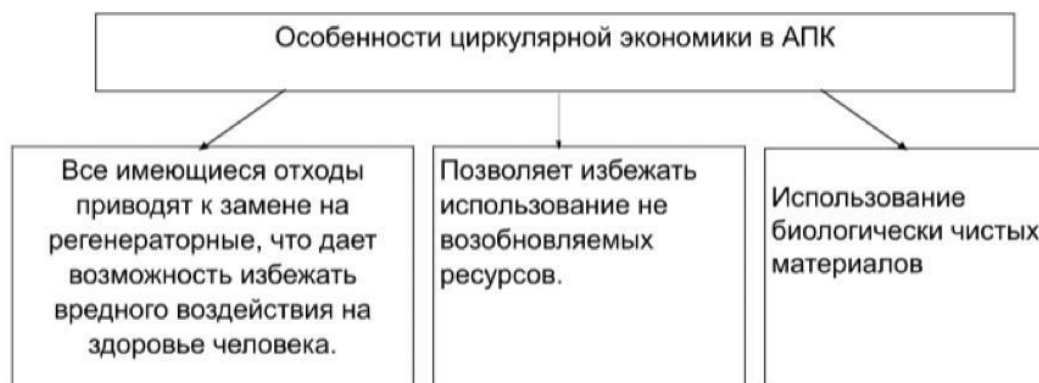 Особенности циркулярной экономики в АПК
Все имеющиеся отходы
приводят к замене на
регенераторные, что дает
возможность избежать
вредного воздействия на
здоровье человека.
Позволяет избежать
использование не
возобновляемых
ресурсов.
Использование
биологически чистых
материалов